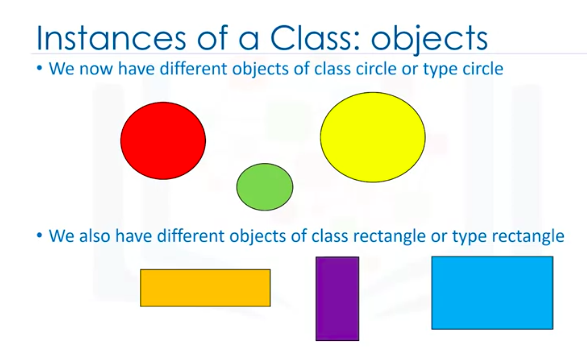 Instances of a Class: objects
• We now have different objects of class circle or type circle
• We also have different objects of class rectangle or type rectangle